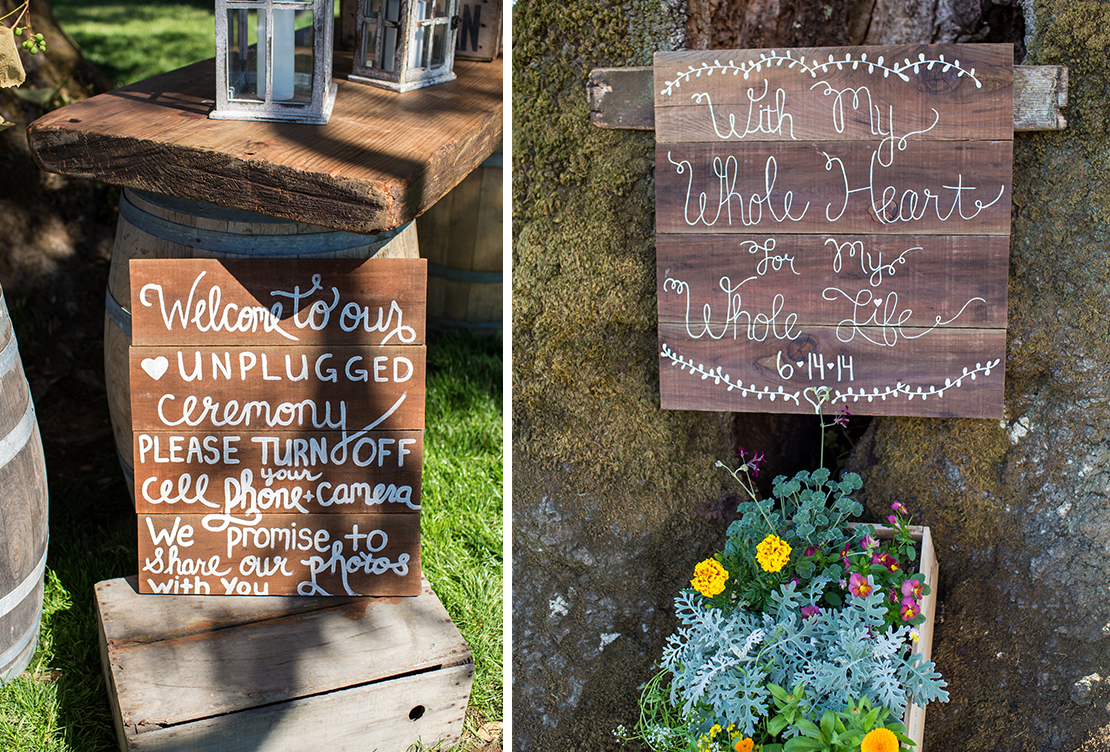 Welcome to our
UNPLUGGED
ceremony
PLEASE TURN OFF
your
cell phone + camera
We promise to
share our photos
with you
With My
Whole Heart
For My
Whole Life
6♥14♥14